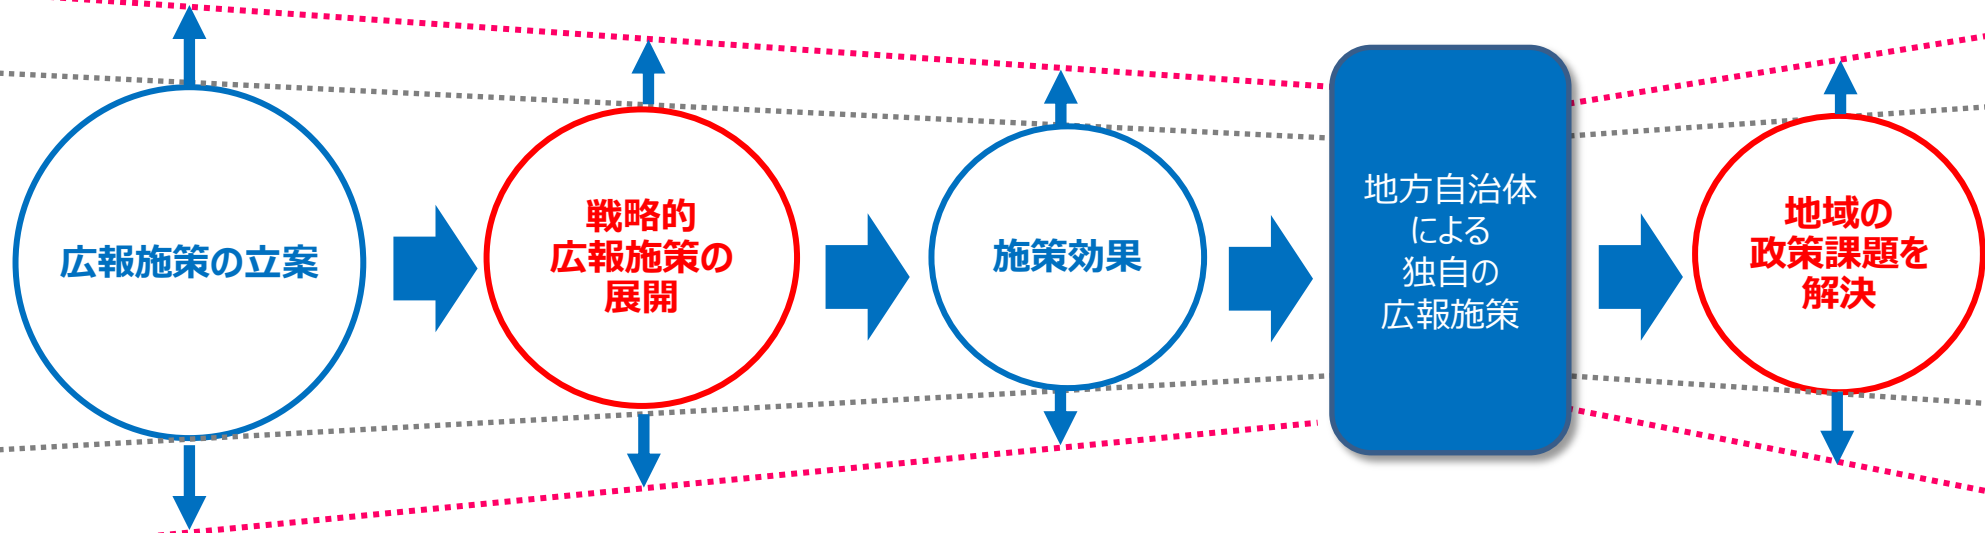 広報施策の立案
戦略的
広報施策の
展開
施策効果
地方自治体
による
独自の
広報施策
地域の
政策課題を
解決